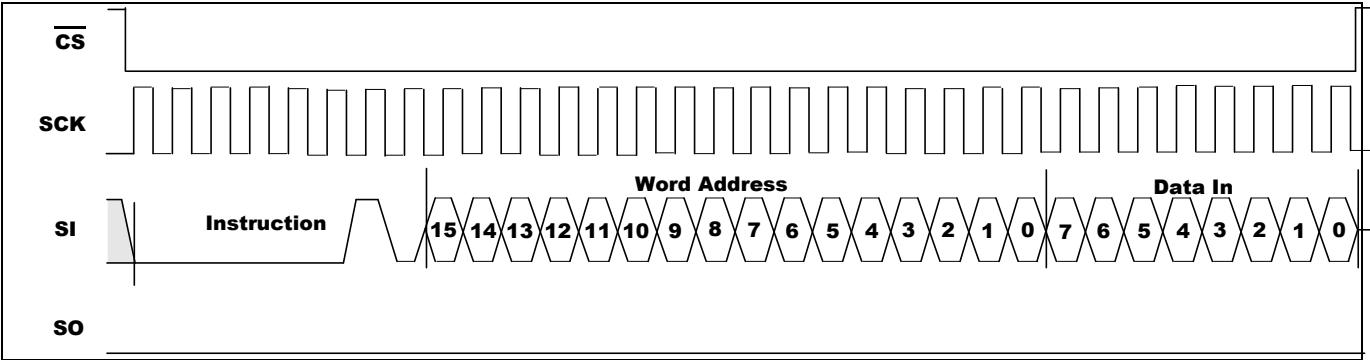 CS
SCK
Word Address
Data In
SI
Instruction
15 14 13 12 11 10 9 8 7 6 5 4 3 2 1 0 7 6 5 4 3 2 1 0
SO